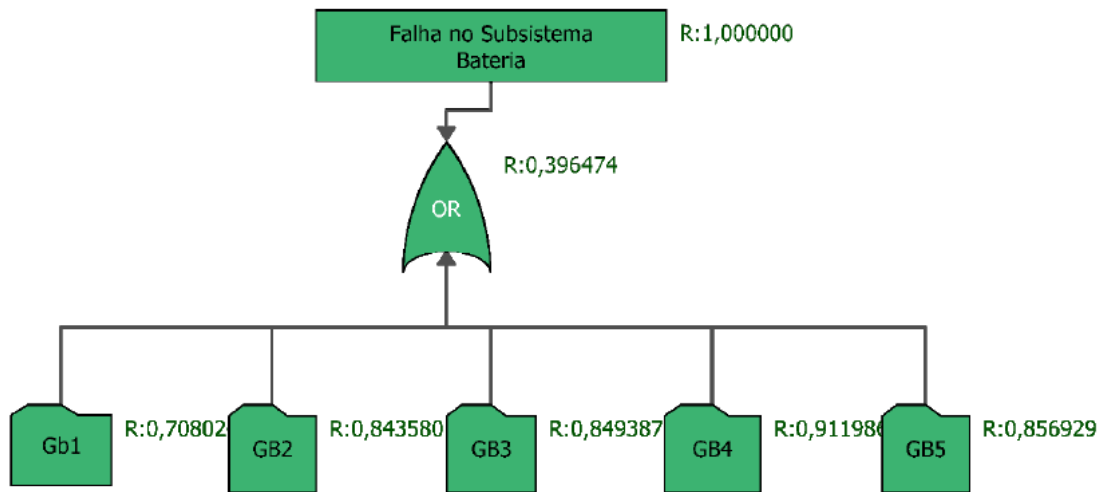 Falha no Subsistema
Bateria
R:1,000000
R:0,396474
OR
Gb1
R:0,70802
GB2
R:0,843580
GB3
R:0,849387
GB4
R:0,91198
GB5
R:0,856929